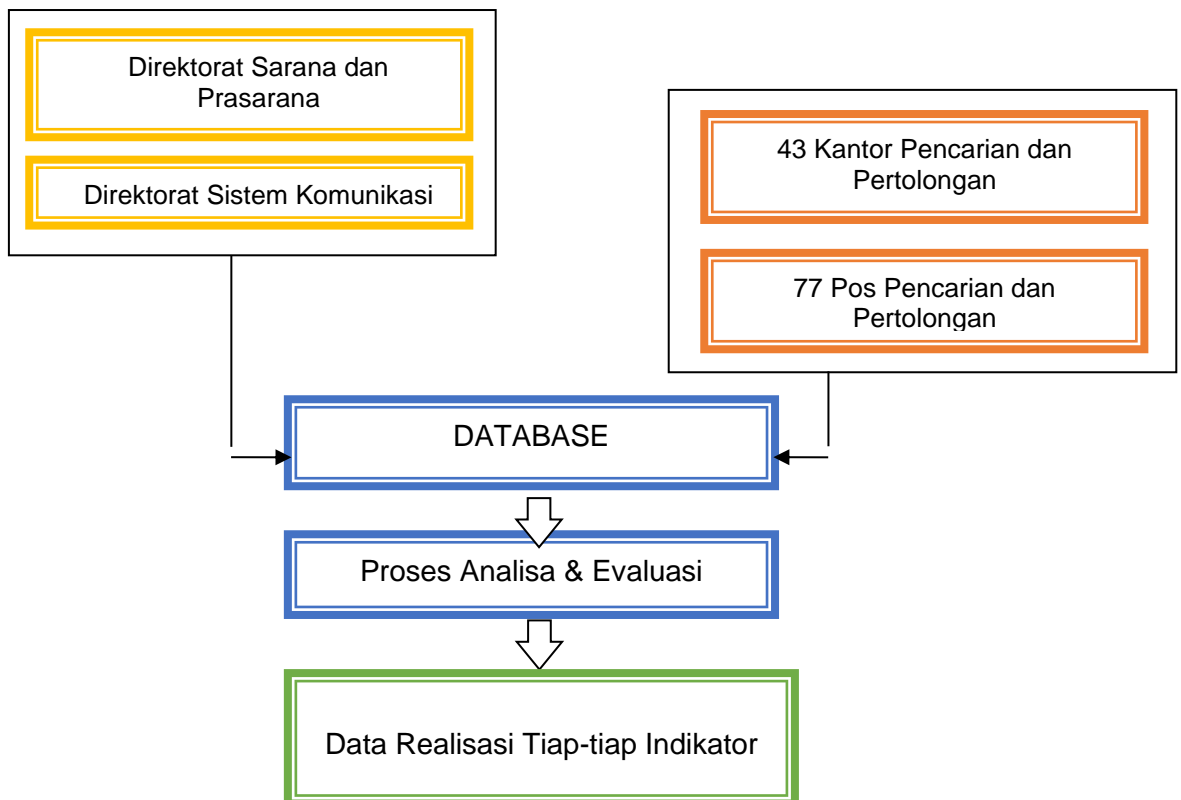 Direktorat Sarana dan
Prasarana
Direktorat Sistem Komunikasi
43 Kantor Pencarian dan
Pertolongan
77 Pos Pencarian dan
Pertolongan
DATABASE
Proses Analisa & Evaluasi
Data Realisasi Tiap-tiap Indikator